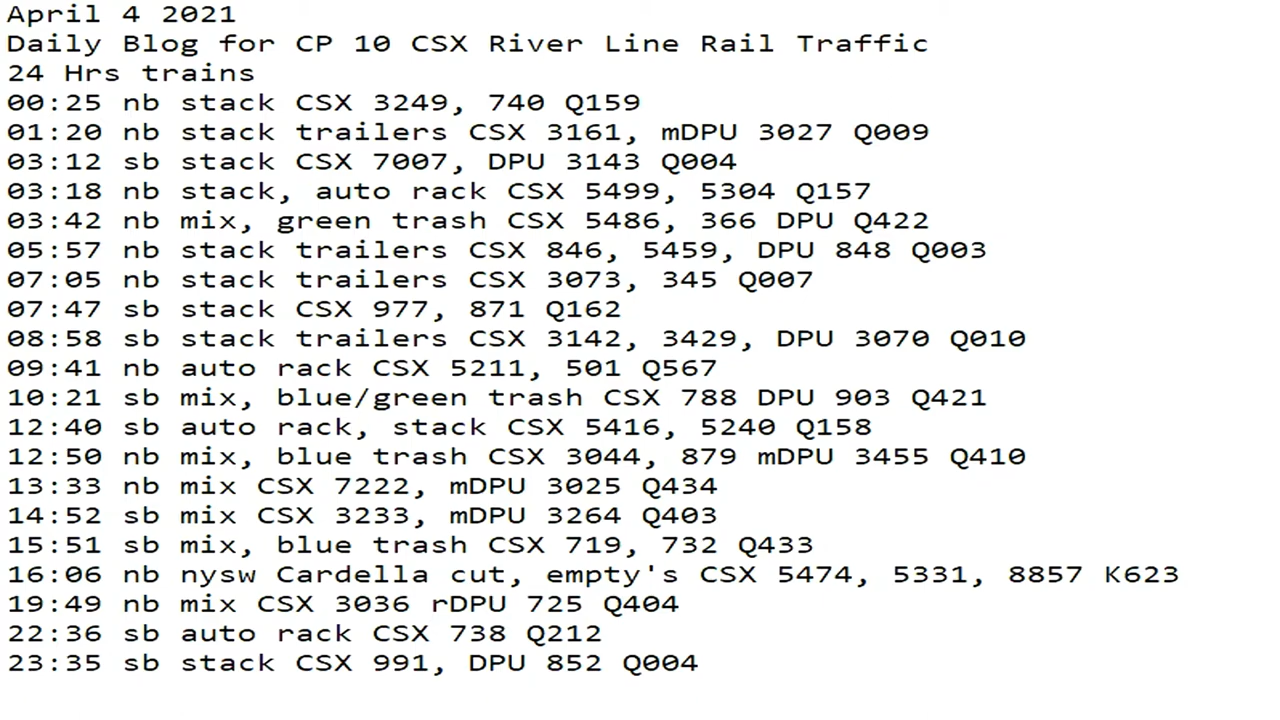 April 4 2021
Daily Blog for CP 10 CSX River Line Rail Traffic
24 Hrs trains
00:25 nb stack CSX 3249, 740 Q159
01:20 nb stack trailers CSX 3161, mDPU 3027 Q009
03:12 sb stack CSX 7007, DPU 3143 Q004
03:18 nb stack, auto rack CSX 5499, 5304 Q157
03:42 nb mix, green trash CSX 5486, 366 DPU Q422
05:57 nb stack trailers CSX 846, 5459, DPU 848 Q003
07:05 nb stack trailers CSX 3073, 345 Q007
07:47 sb stack CSX 977, 871 Q162
08:58 sb stack trailers CSX 3142, 3429, DPU 3070 Q010
09:41 nb auto rack CSX 5211, 501 Q567
10:21 sb mix, blue/green trash CSX 788 DPU 903 Q421
12:40 sb auto rack, stack CSX 5416, 5240 Q158
12:50 nb mix, blue trash CSX 3044, 879 mDPU 3455 Q410
13:33 nb mix CSX 7222, mDPU 3025 Q434
14:52 sb mix CSX 3233, mDPU 3264 Q403
15:51 sb mix, blue trash CSX 719, 732 Q433
16:06 nb nysw Cardella cut, empty's CSX 5474, 5331, 8857 K623
19:49 nb mix CSX 3036 rDPU 725 Q404
22:36 sb auto rack CSX 738 Q212
23:35 sb stack CSX 991, DPU 852 Q004